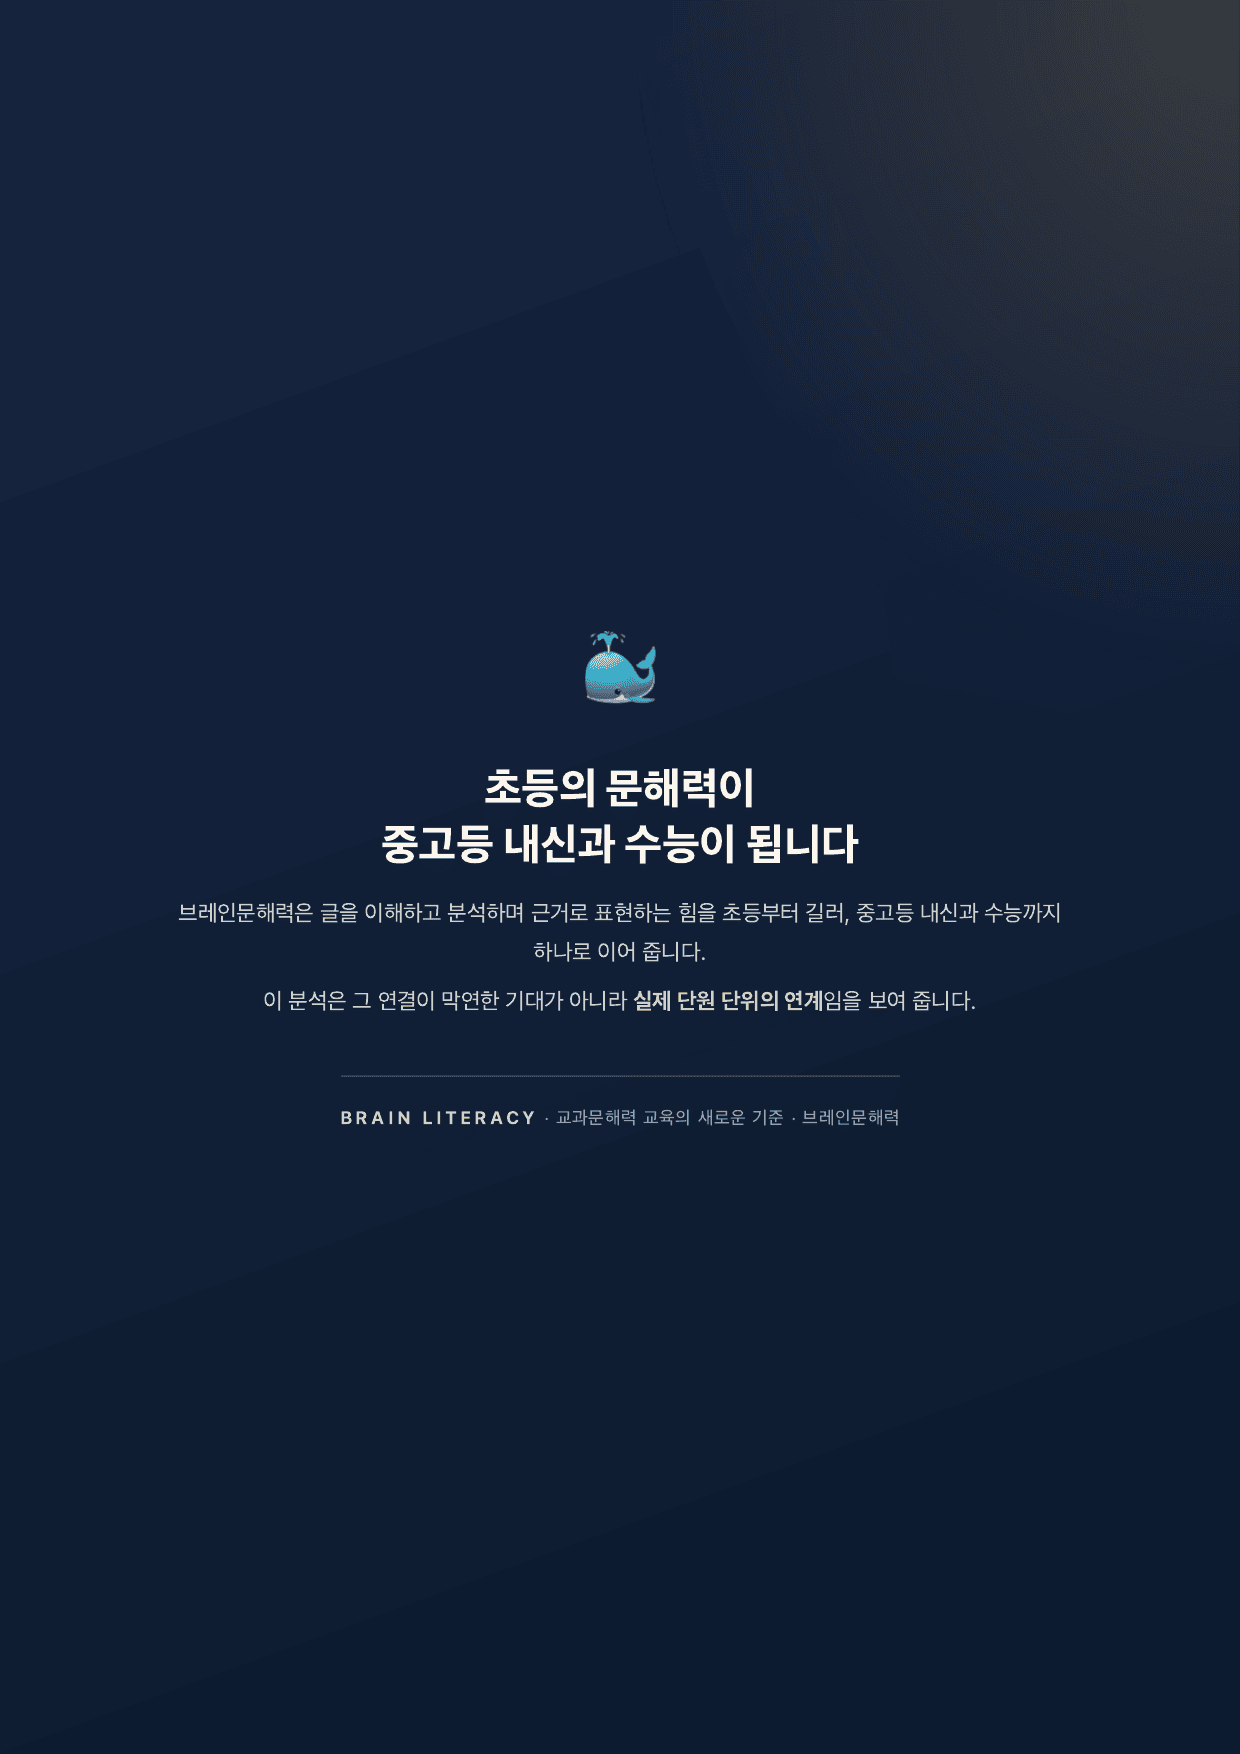 초등의 문해력이
중고등 내신과 수능이 됩니다
브레인문해력은 글을 이해하고 분석하며 근거로 표현하는 힘을 초등부터 길러, 중고등 내신과 수능까지
하나로 이어 줍니다.
이 분석은 그 연결이 막연한 기대가 아니라 실제 단원 단위의 연계임을 보여 줍니다.
BRAIN LITERACY · 교과문해력 교육의 새로운 기준 · 브레인문해력